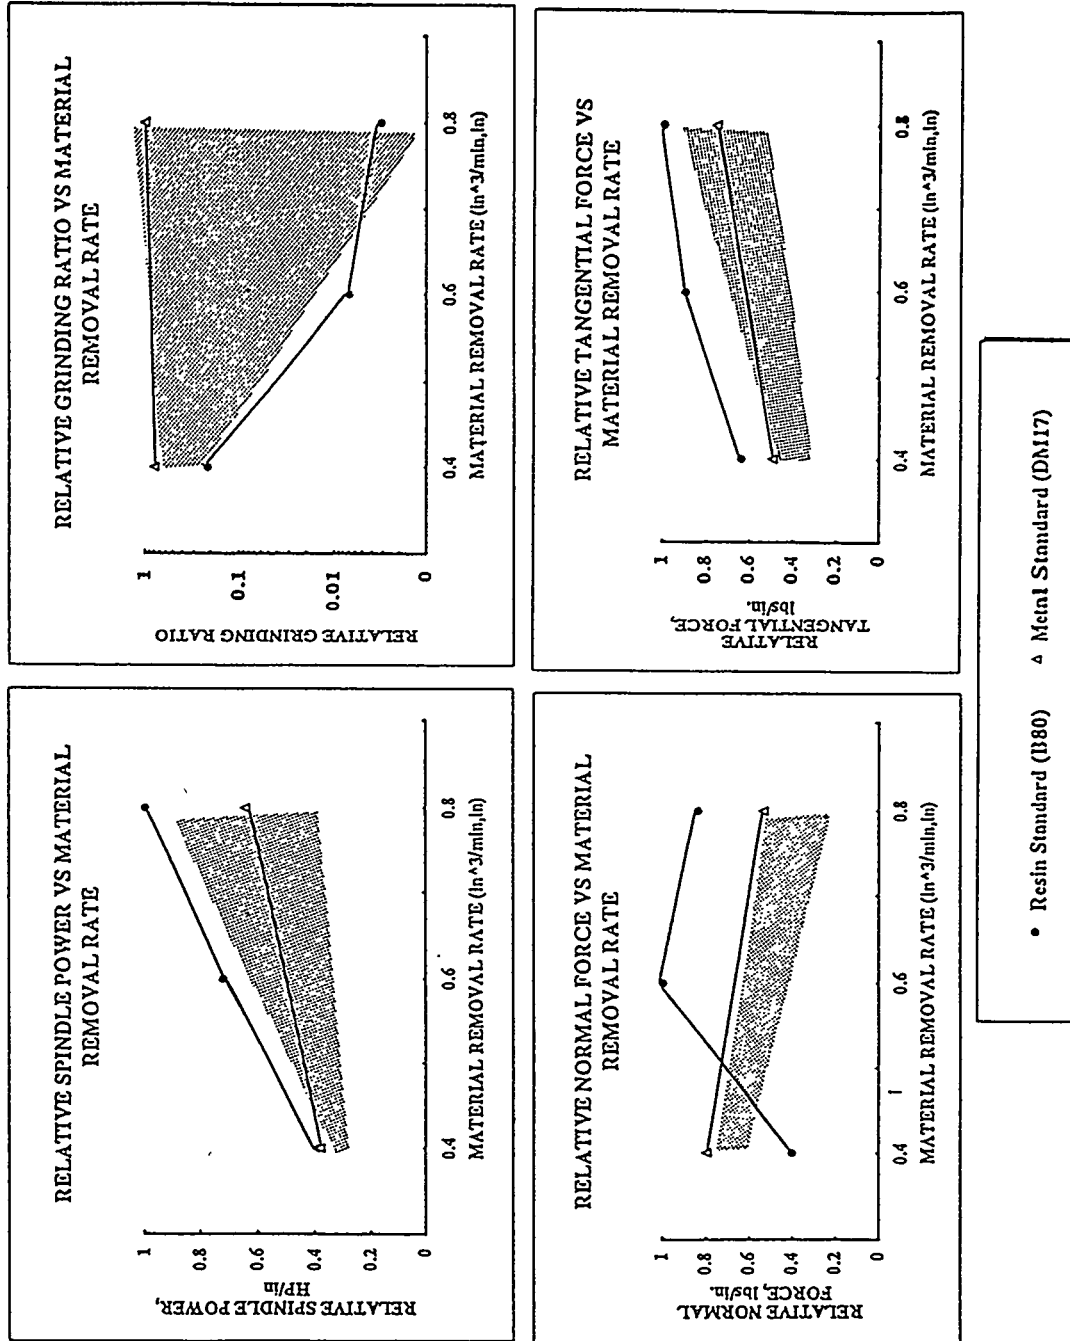 RELATIVE SPINDLE POWER VS MATERIAL
REMOVAL RATE
RELATIVE SPINDLE POWER,
HP/in
1
0.8
0.6
0.4
0.2
0
0.4 0.6 0.8
MATERIAL REMOVAL RATE (in^3/min,in)
RELATIVE GRINDING RATIO VS MATERIAL
REMOVAL RATE
RELATIVE GRINDING RATIO
1
0.1
0.01
0
0.4 0.6 0.8
MATERIAL REMOVAL RATE (in^3/min,in)
RELATIVE NORMAL FORCE VS MATERIAL
REMOVAL RATE
RELATIVE NORMAL
FORCE, lbs/in.
1
0.8
0.6
0.4
0.2
0
0.4 0.6 0.8
MATERIAL REMOVAL RATE (in^3/min,in)
RELATIVE TANGENTIAL FORCE VS
MATERIAL REMOVAL RATE
RELATIVE
TANGENTIAL FORCE,
lbs/in.
1
0.8
0.6
0.4
0.2
0
0.4 0.6 0.8
MATERIAL REMOVAL RATE (in^3/min,in)
• Resin Standard (B80) △ Metal Standard (DM17)